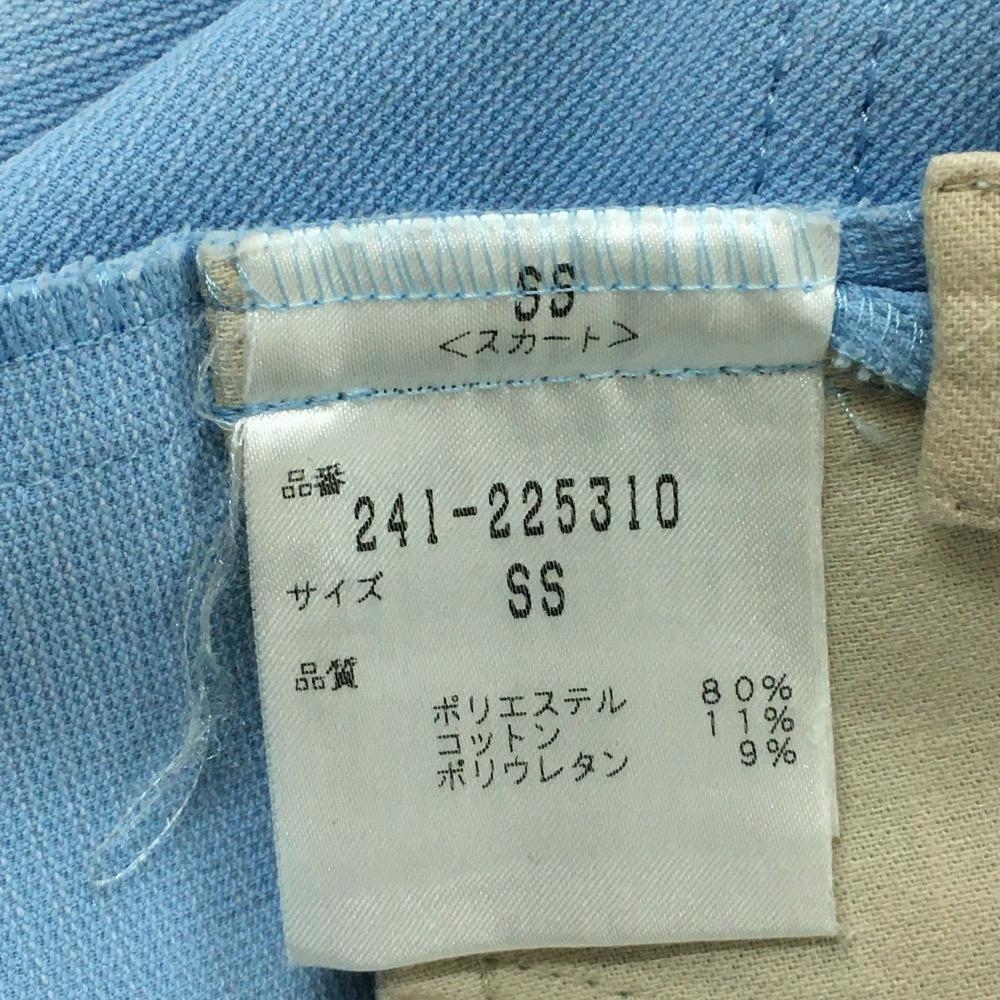 SS
<スカート>
品番 241-225310
サイズ SS
品質
ポリエステル 80%
コットン 11%
ポリウレタン 9%